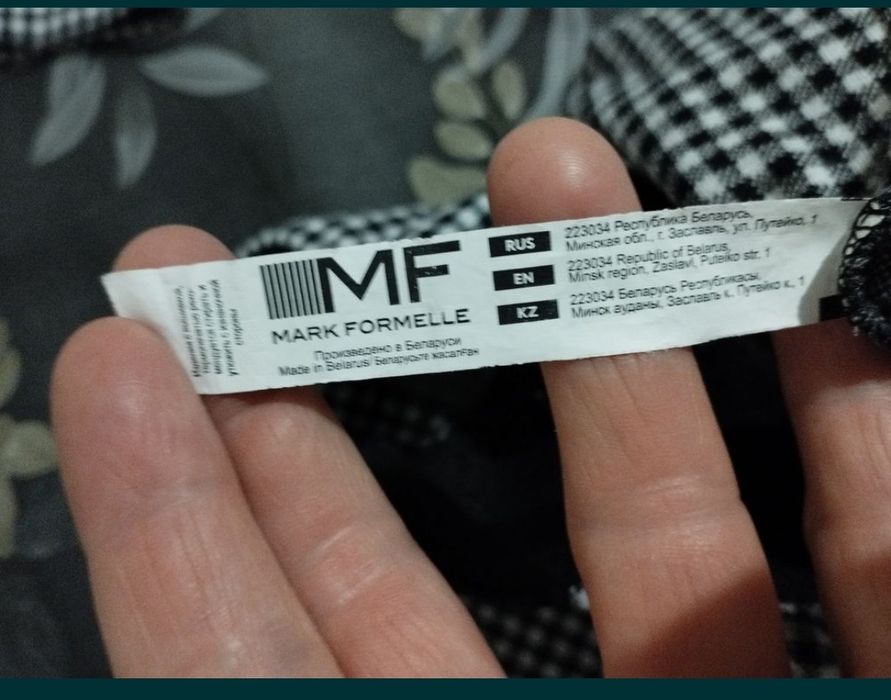 MF
MARK FORMELLE
Произведено в Беларуси
Made in Belarus/ Беларусьте жасалған
RUS
223034 Республика Беларусь,
Минская обл., г. Заславль, ул. Путейко, 1
EN
223034 Republic of Belarus,
Minsk region, Zaslavl, Puteiko str. 1
KZ
223034 Беларусь Республикасы,
Минск ауданы, Заславль к., Путейко к., 1